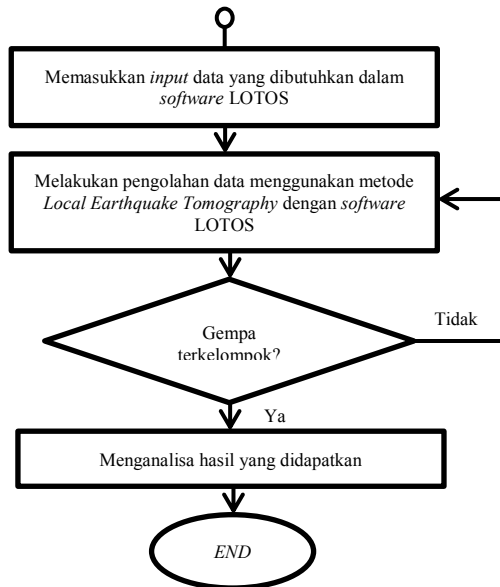 Memasukkan input data yang dibutuhkan dalam
software LOTOS
Melakukan pengolahan data menggunakan metode
Local Earthquake Tomography dengan software
LOTOS
Gempa
terkelompok?
Tidak
Ya
Menganalisa hasil yang didapatkan
END